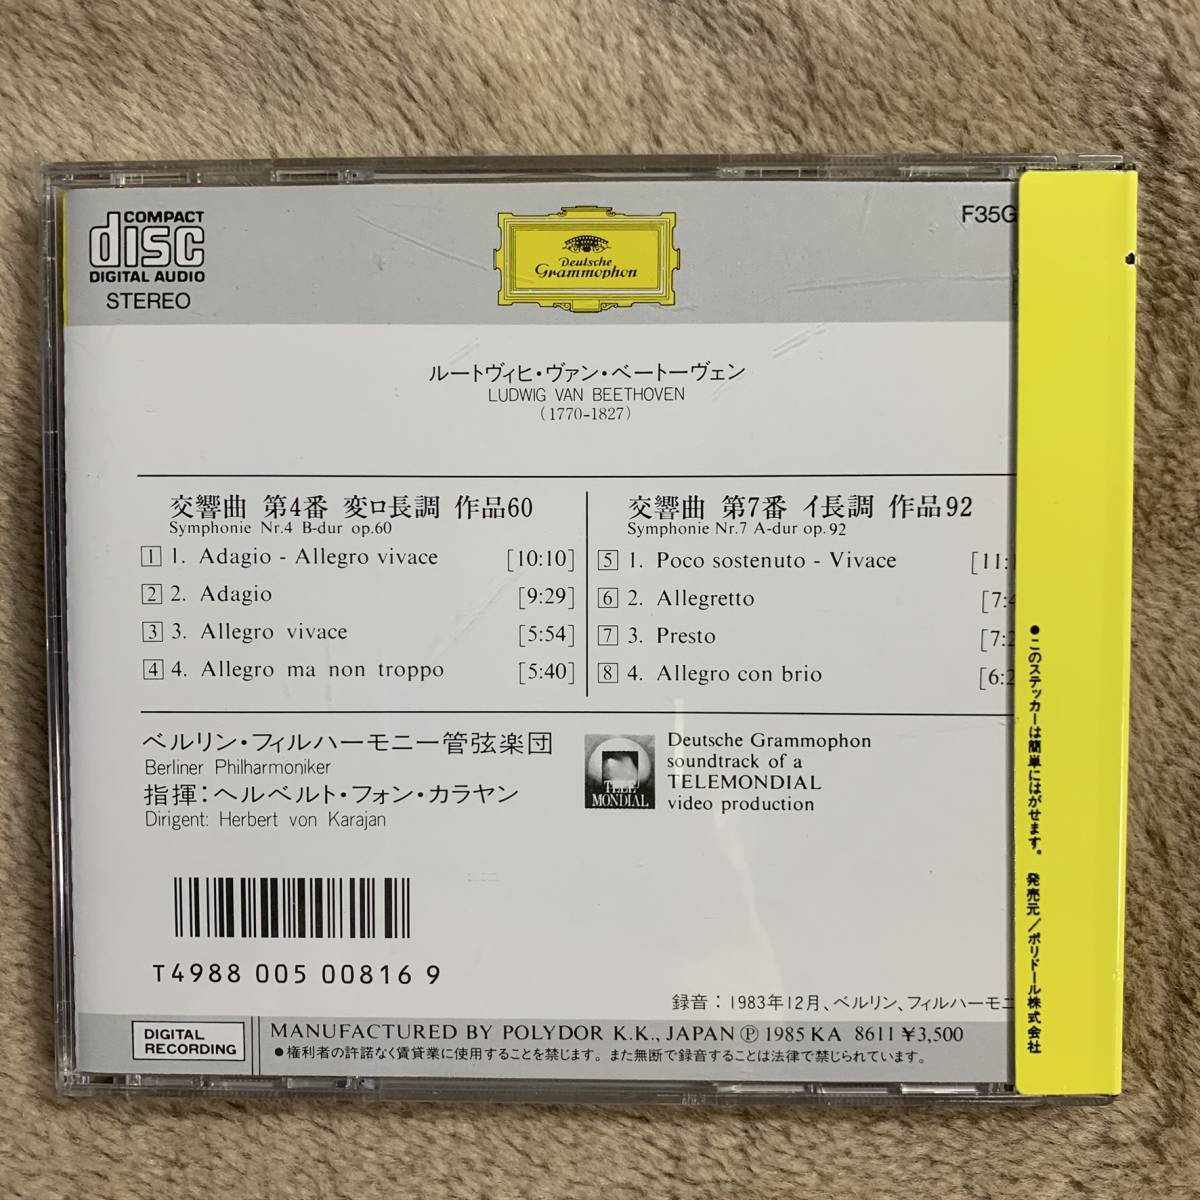 COMPACT
disc
DIGITAL AUDIO
STEREO
Deutsche
Grammophon
F35G
ルートヴィヒ・ヴァン・ベートーヴェン
LUDWIG VAN BEETHOVEN
(1770-1827)
交響曲 第4番 変ロ長調 作品60
Symphonie Nr.4 B-dur op.60
1 1. Adagio - Allegro vivace [10:10]
2 2. Adagio [9:29]
3 3. Allegro vivace [5:54]
4 4. Allegro ma non troppo [5:40]
交響曲 第7番 イ長調 作品92
Symphonie Nr.7 A-dur op.92
5 1. Poco sostenuto - Vivace [11:1
6 2. Allegretto [7:4
7 3. Presto [7:2
8 4. Allegro con brio [6:2
ベルリン・フィルハーモニー管弦楽団
Berliner Philharmoniker
指揮：ヘルベルト・フォン・カラヤン
Dirigent: Herbert von Karajan
TELE
MONDIAL
Deutsche Grammophon
soundtrack of a
TELEMONDIAL
video production
T4988 005 00816 9
録音：1983年12月、ベルリン、フィルハーモニ
DIGITAL
RECORDING
MANUFACTURED BY POLYDOR K.K., JAPAN Ⓟ 1985 KA 8611 ¥3,500
●権利者の許諾なく賃貸業に使用することを禁じます。また無断で録音することは法律で禁じられています。
●このステッカーは簡単にはがせます。 発売元／ポリドール株式会社